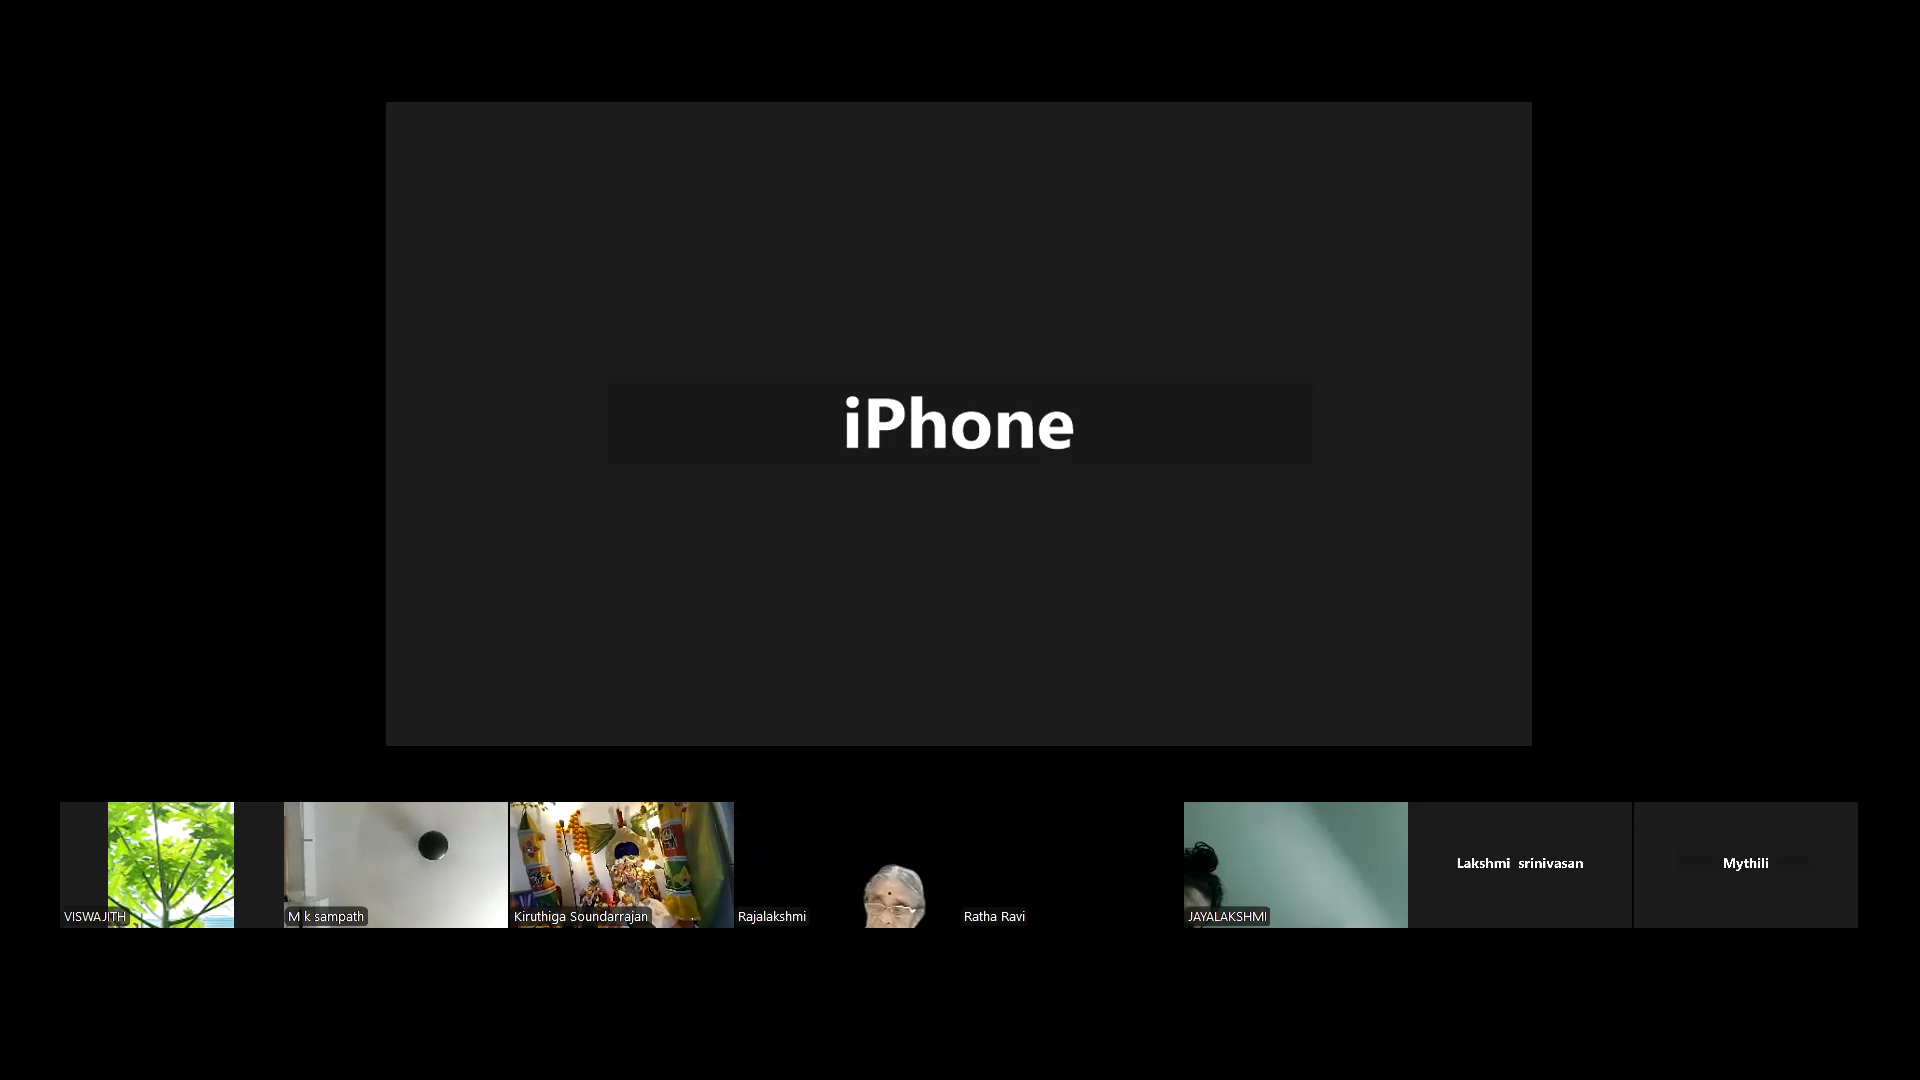 iPhone
VISWAJITH
M k sampath
Kiruthiga Soundarrajan
Rajalakshmi
Ratha Ravi
JAYALAKSHMI
Lakshmi srinivasan
Mythili